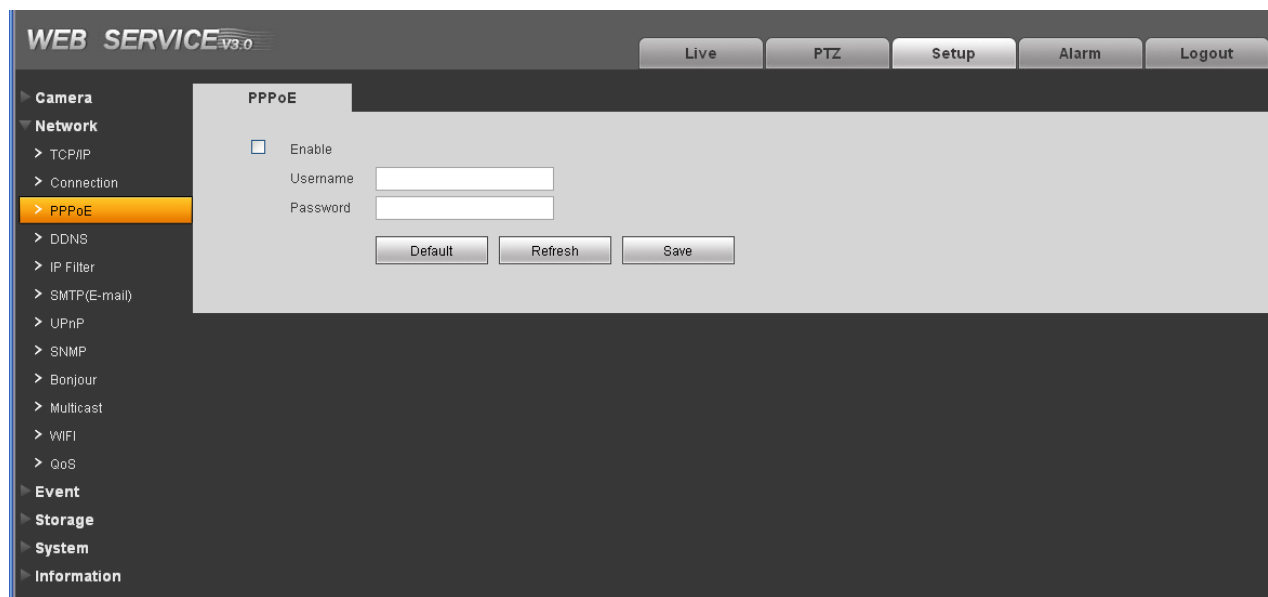 WEB SERVICE V3.0
Live
PTZ
Setup
Alarm
Logout
Camera
Network
TCP/IP
Connection
PPPoE
DDNS
IP Filter
SMTP(E-mail)
UPnP
SNMP
Bonjour
Multicast
WIFI
QoS
Event
Storage
System
Information
PPPoE
Enable
Username
Password
Default
Refresh
Save